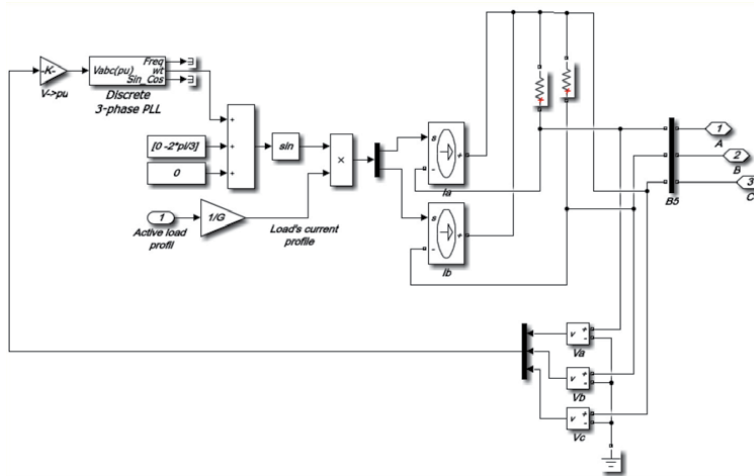 -K-
V->pu
Vabc(pu)
Freq
wt
Sin_Cos
Discrete
3-phase PLL
[0 -2*pi/3]
0
+
+
+
sin
×
1
Active load
profil
1/G
Load's current
profile
s
-
+
Ia
s
-
+
Ib
1
A
2
B
3
C
B5
v
+
-
Va
v
+
-
Vb
v
+
-
Vc